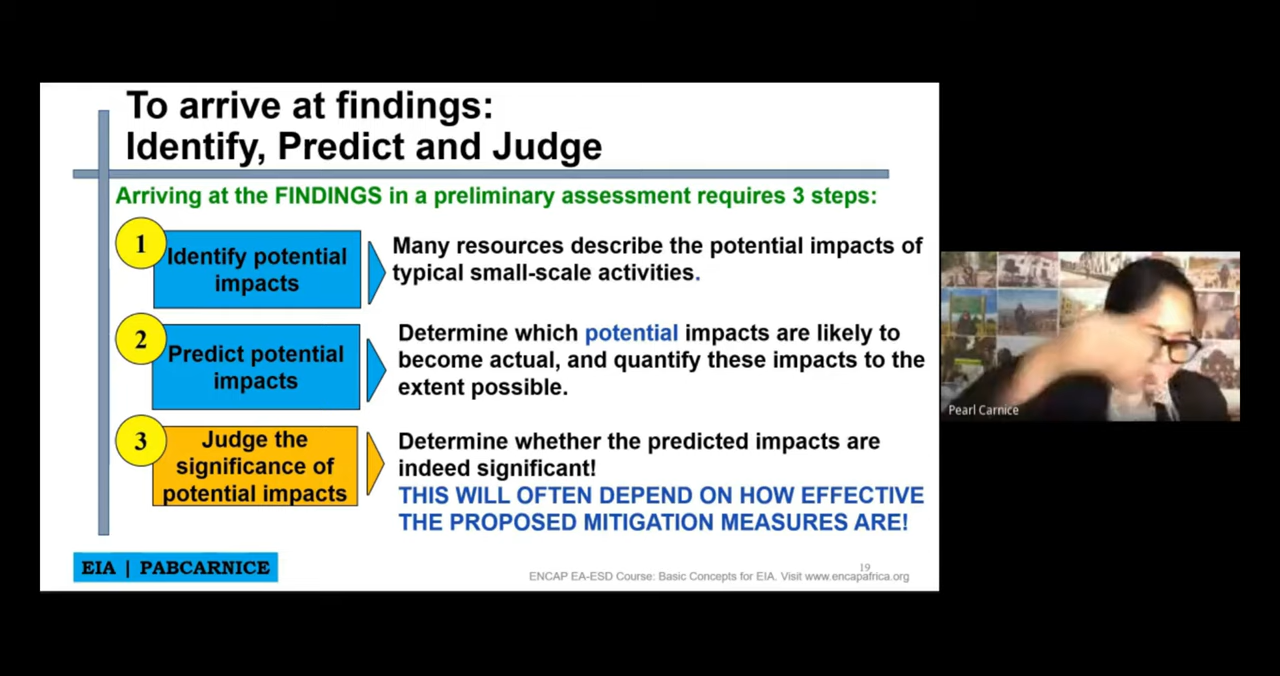 To arrive at findings:
Identify, Predict and Judge
Arriving at the FINDINGS in a preliminary assessment requires 3 steps:
1
Identify potential
impacts
Many resources describe the potential impacts of
typical small-scale activities.
2
Predict potential
impacts
Determine which potential impacts are likely to
become actual, and quantify these impacts to the
extent possible.
3
Judge the
significance of
potential impacts
Determine whether the predicted impacts are
indeed significant!
THIS WILL OFTEN DEPEND ON HOW EFFECTIVE
THE PROPOSED MITIGATION MEASURES ARE!
EIA | PABCARNICE
19
ENCAP EA-ESD Course: Basic Concepts for EIA. Visit www.encapafrica.org
Pearl Carnice